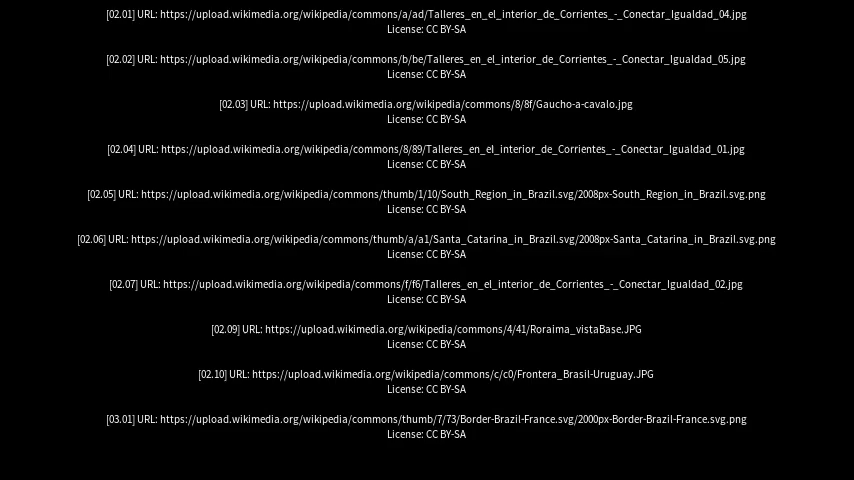 [02.01] URL: https://upload.wikimedia.org/wikipedia/commons/a/ad/Talleres_en_el_interior_de_Corrientes_-_Conectar_Igualdad_04.jpg
License: CC BY-SA
[02.02] URL: https://upload.wikimedia.org/wikipedia/commons/b/be/Talleres_en_el_interior_de_Corrientes_-_Conectar_Igualdad_05.jpg
License: CC BY-SA
[02.03] URL: https://upload.wikimedia.org/wikipedia/commons/8/8f/Gaucho-a-cavalo.jpg
License: CC BY-SA
[02.04] URL: https://upload.wikimedia.org/wikipedia/commons/8/89/Talleres_en_el_interior_de_Corrientes_-_Conectar_Igualdad_01.jpg
License: CC BY-SA
[02.05] URL: https://upload.wikimedia.org/wikipedia/commons/thumb/1/10/South_Region_in_Brazil.svg/2008px-South_Region_in_Brazil.svg.png
License: CC BY-SA
[02.06] URL: https://upload.wikimedia.org/wikipedia/commons/thumb/a/a1/Santa_Catarina_in_Brazil.svg/2008px-Santa_Catarina_in_Brazil.svg.png
License: CC BY-SA
[02.07] URL: https://upload.wikimedia.org/wikipedia/commons/f/f6/Talleres_en_el_interior_de_Corrientes_-_Conectar_Igualdad_02.jpg
License: CC BY-SA
[02.09] URL: https://upload.wikimedia.org/wikipedia/commons/4/41/Roraima_vistaBase.JPG
License: CC BY-SA
[02.10] URL: https://upload.wikimedia.org/wikipedia/commons/c/c0/Frontera_Brasil-Uruguay.JPG
License: CC BY-SA
[03.01] URL: https://upload.wikimedia.org/wikipedia/commons/thumb/7/73/Border-Brazil-France.svg/2000px-Border-Brazil-France.svg.png
License: CC BY-SA